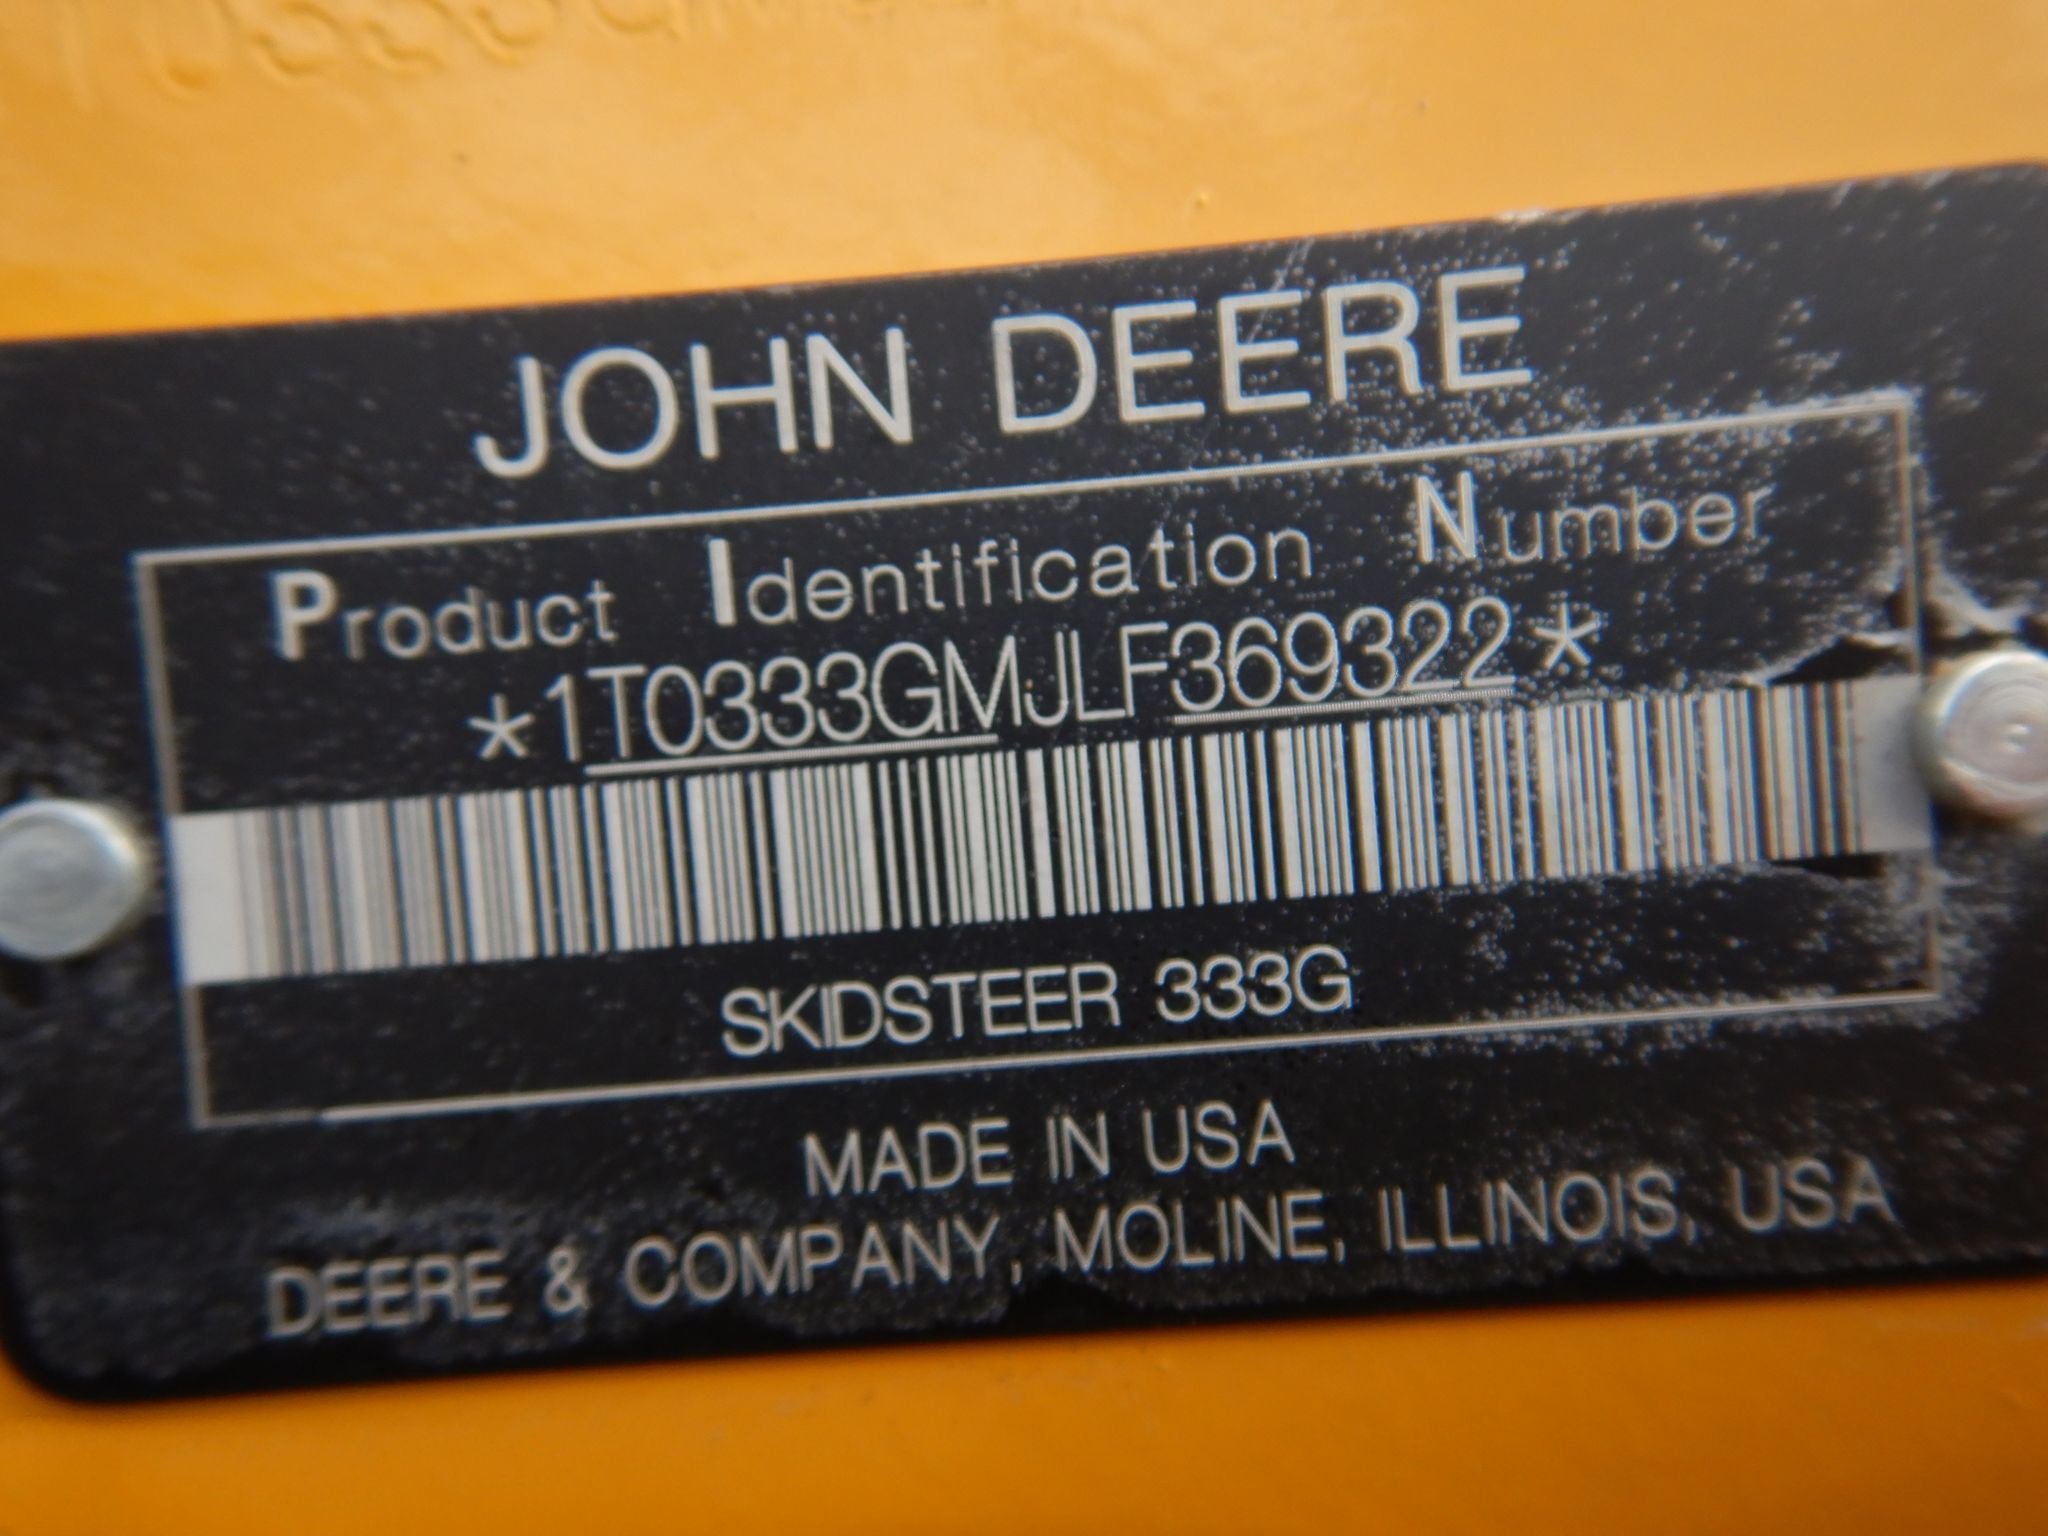 JOHN DEERE
Product Identification Number
*1T0333GMJLF369322*
SKIDSTEER 333G
MADE IN USA
DEERE & COMPANY, MOLINE, ILLINOIS, USA